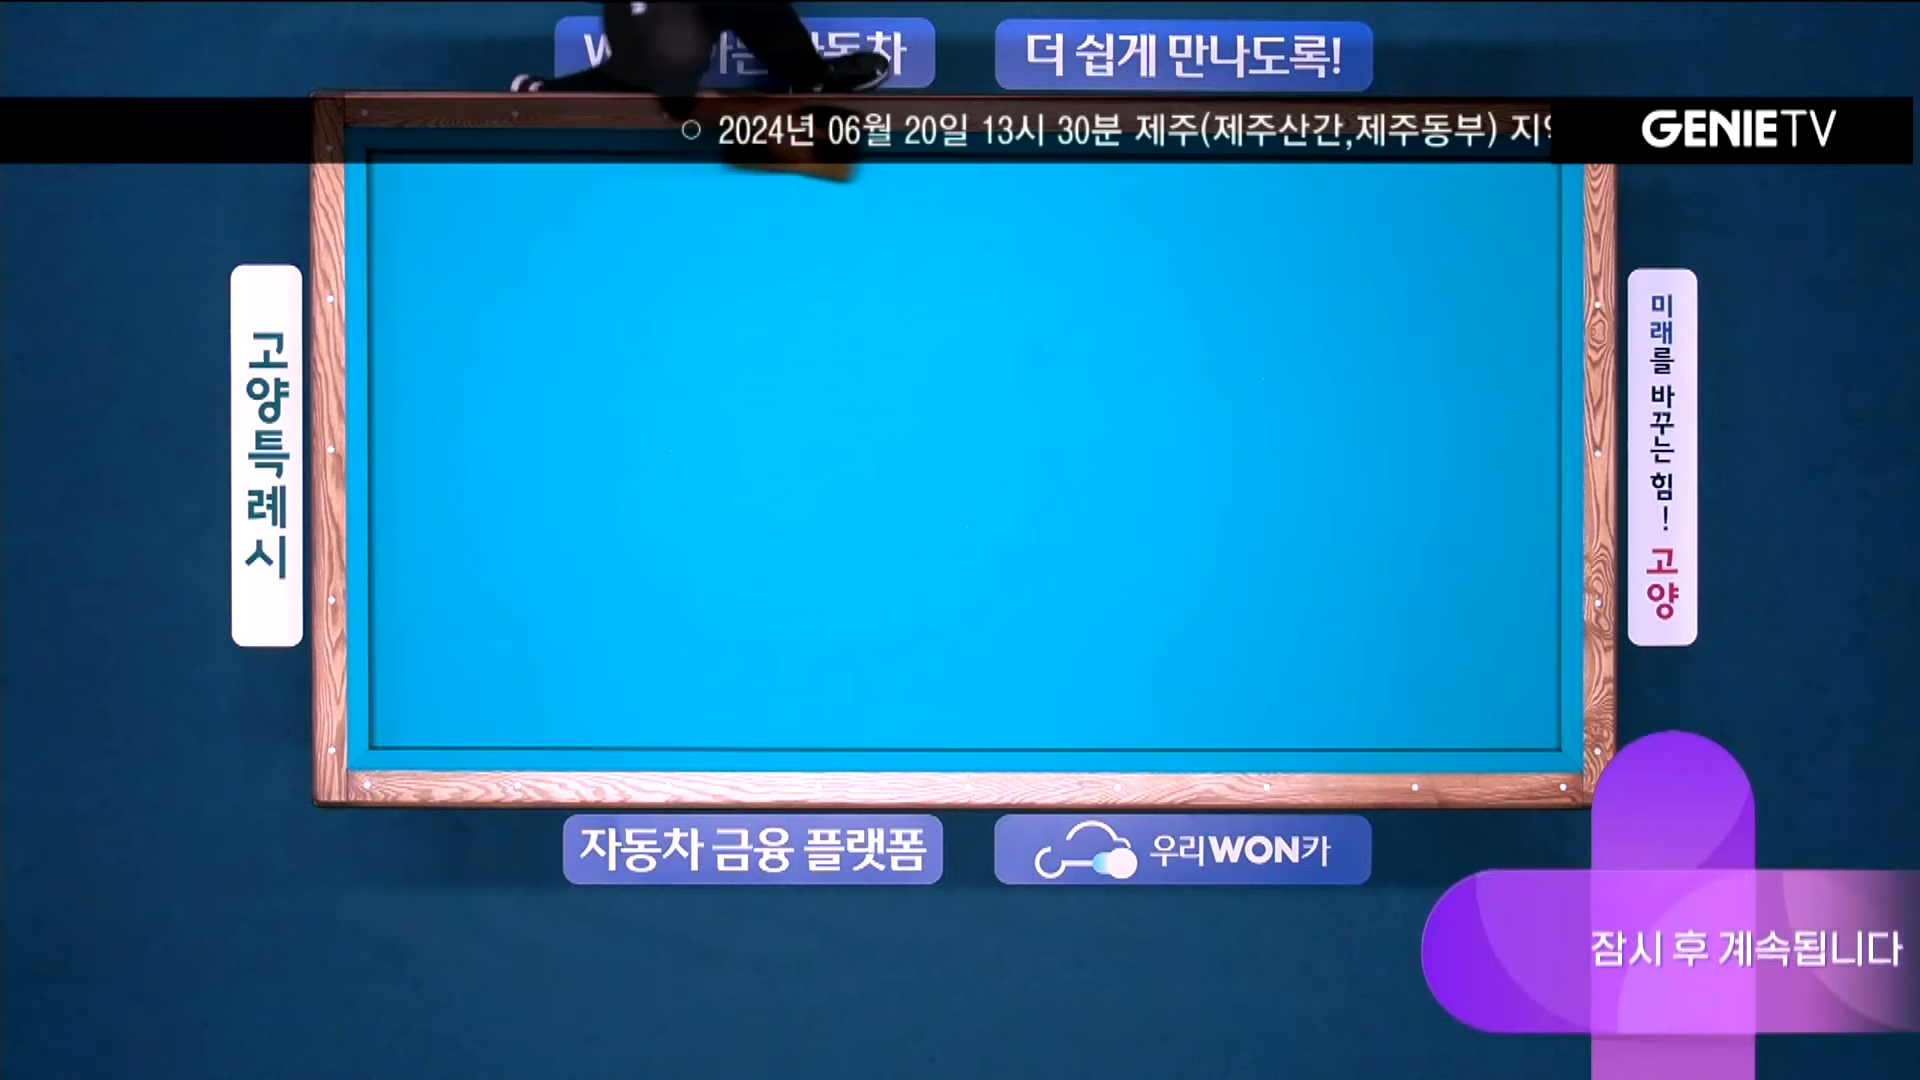 더 쉽게 만나도록!
○ 2024년 06월 20일 13시 30분 제주(제주산간,제주동부)
GENIE TV
고양특례시
미래를 바꾸는 힘! 고양
자동차 금융 플랫폼
우리WON카
잠시 후 계속됩니다